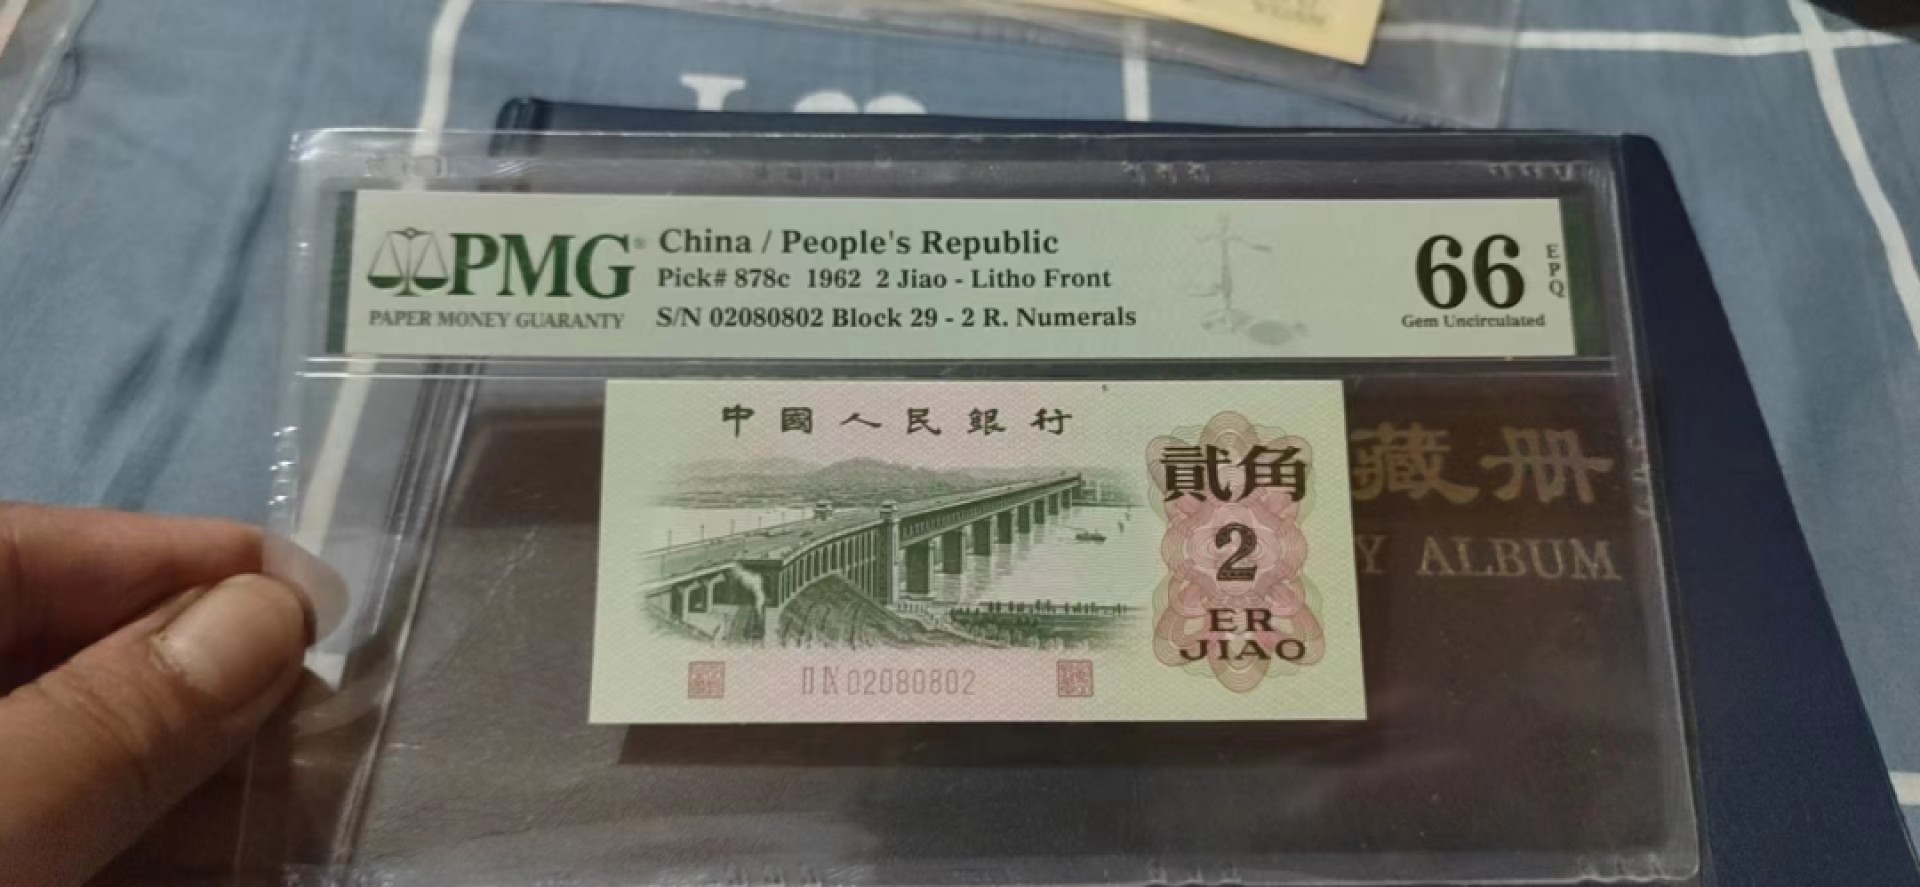 PMG®
PAPER MONEY GUARANTY
China / People's Republic
Pick# 878c 1962 2 Jiao - Litho Front
S/N 02080802 Block 29 - 2 R. Numerals
66
EPQ
Gem Uncirculated
中國人民銀行
貳角
2
ER
JIAO
II IX 02080802
藏册
Y ALBUM